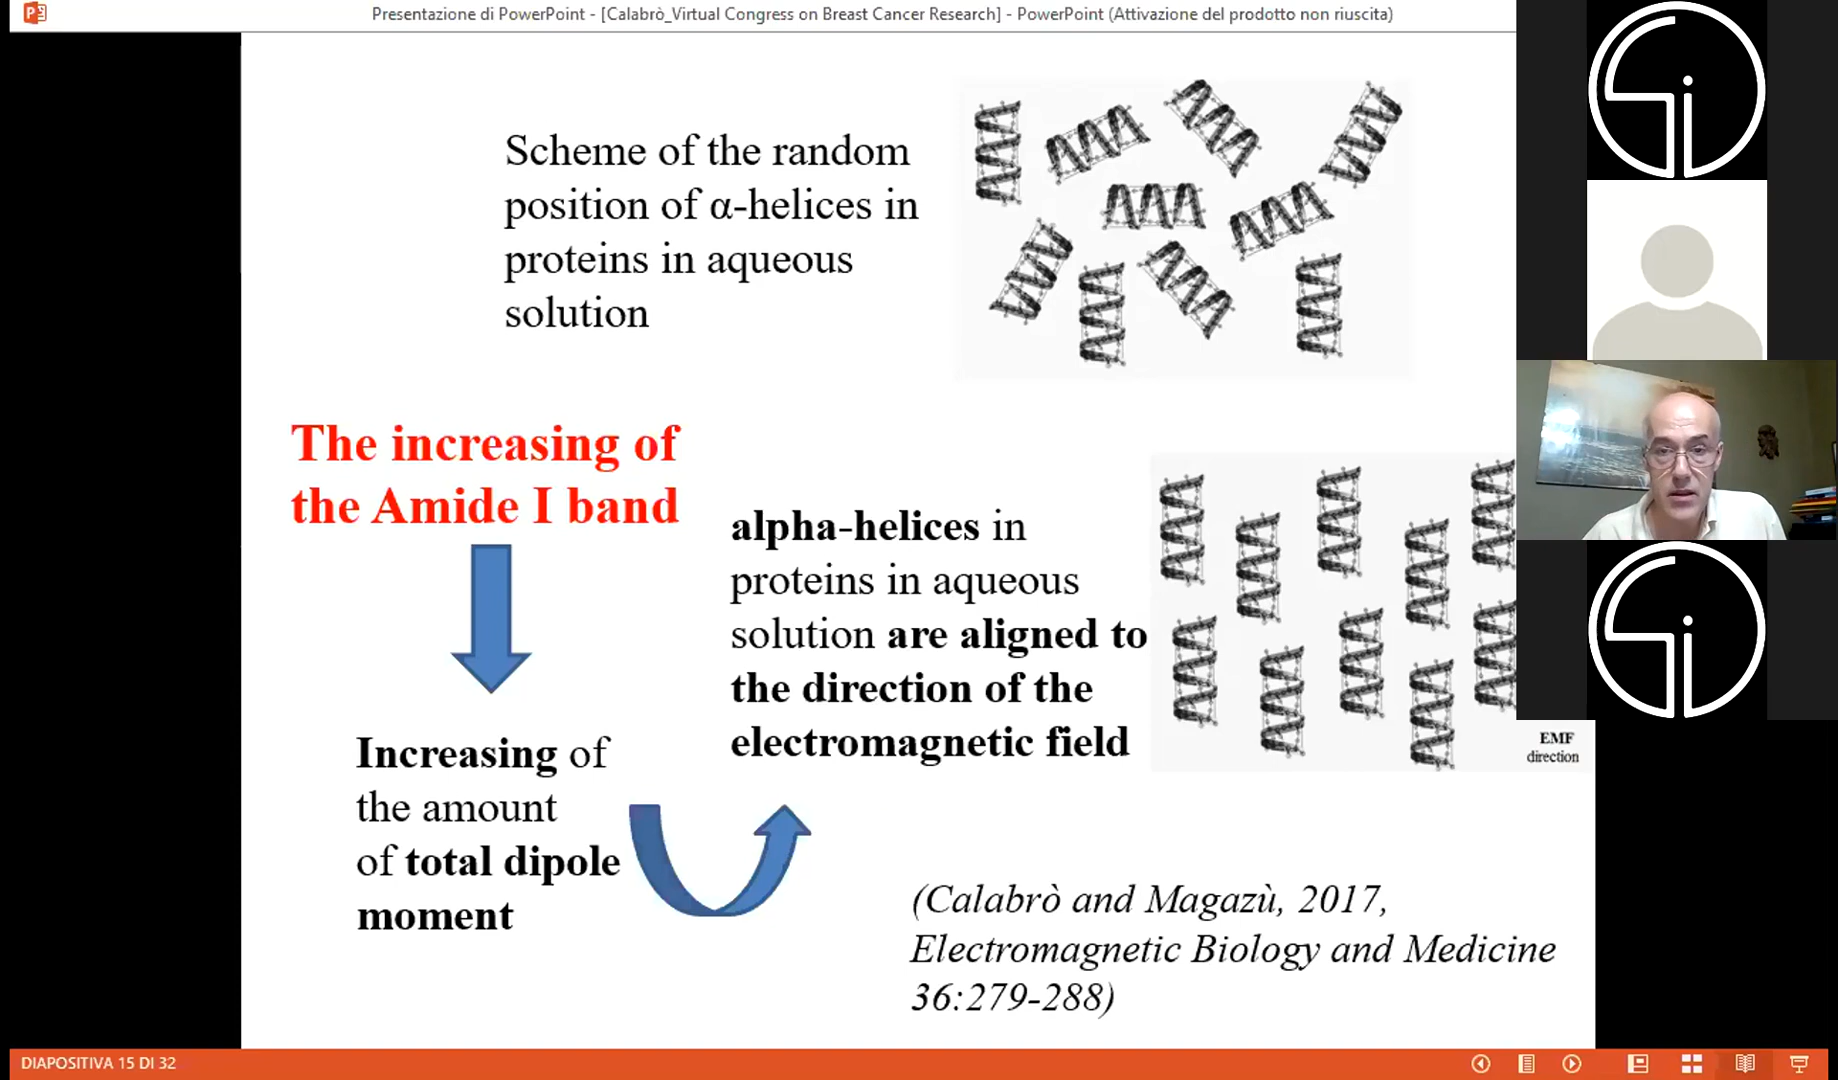 Presentazione di PowerPoint - [Calabrò_Virtual Congress on Breast Cancer Research] - PowerPoint (Attivazione del prodotto non riuscita)
Scheme of the random
position of α-helices in
proteins in aqueous
solution
The increasing of
the Amide I band
alpha-helices in
proteins in aqueous
solution are aligned to
the direction of the
electromagnetic field
EMF
direction
Increasing of
the amount
of total dipole
moment
(Calabrò and Magazù, 2017,
Electromagnetic Biology and Medicine
36:279-288)
DIAPOSITIVA 15 DI 32